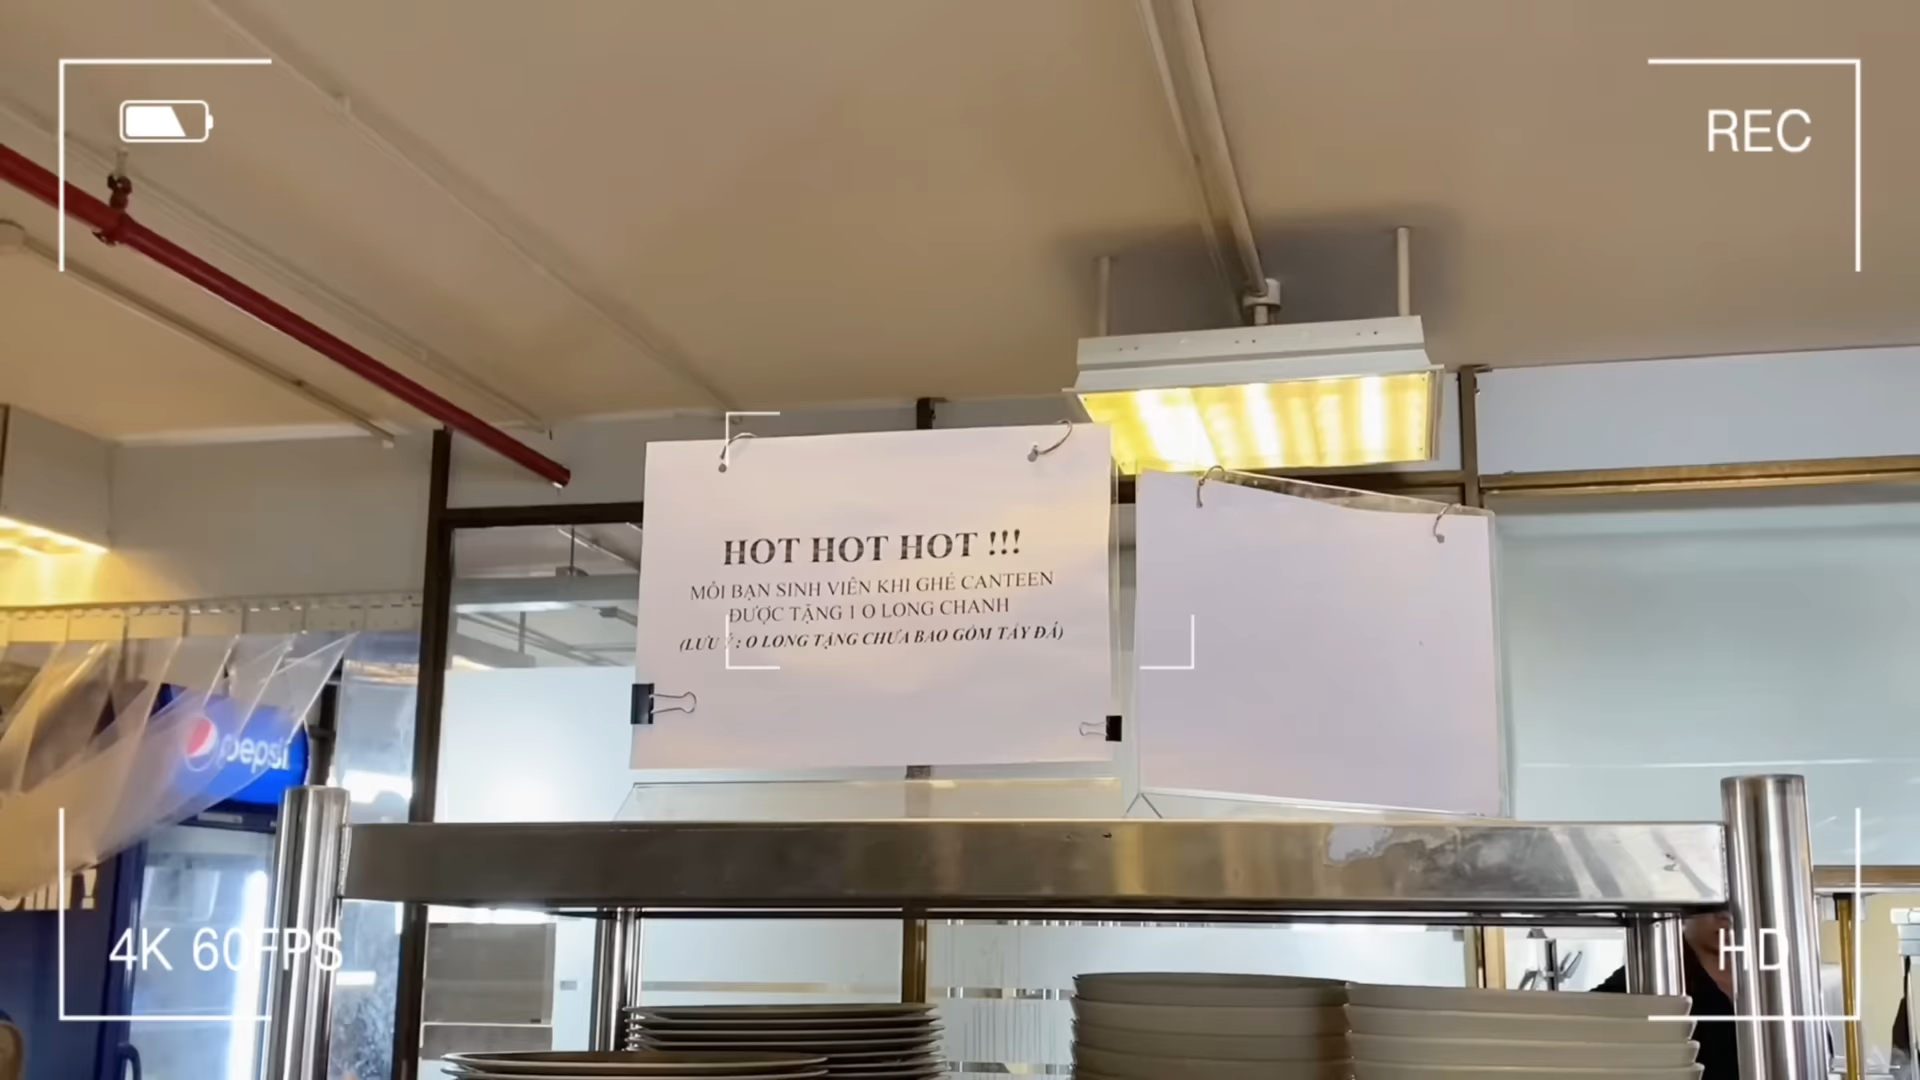 REC
HOT HOT HOT !!!
MỖI BẠN SINH VIÊN KHI GHÉ CANTEEN
ĐƯỢC TẶNG 1 O LONG CHANH
(LƯU Ý : O LONG TẶNG CHƯA BAO GỒM TẨY ĐÁ)
pepsi
4K 60FPS
HD